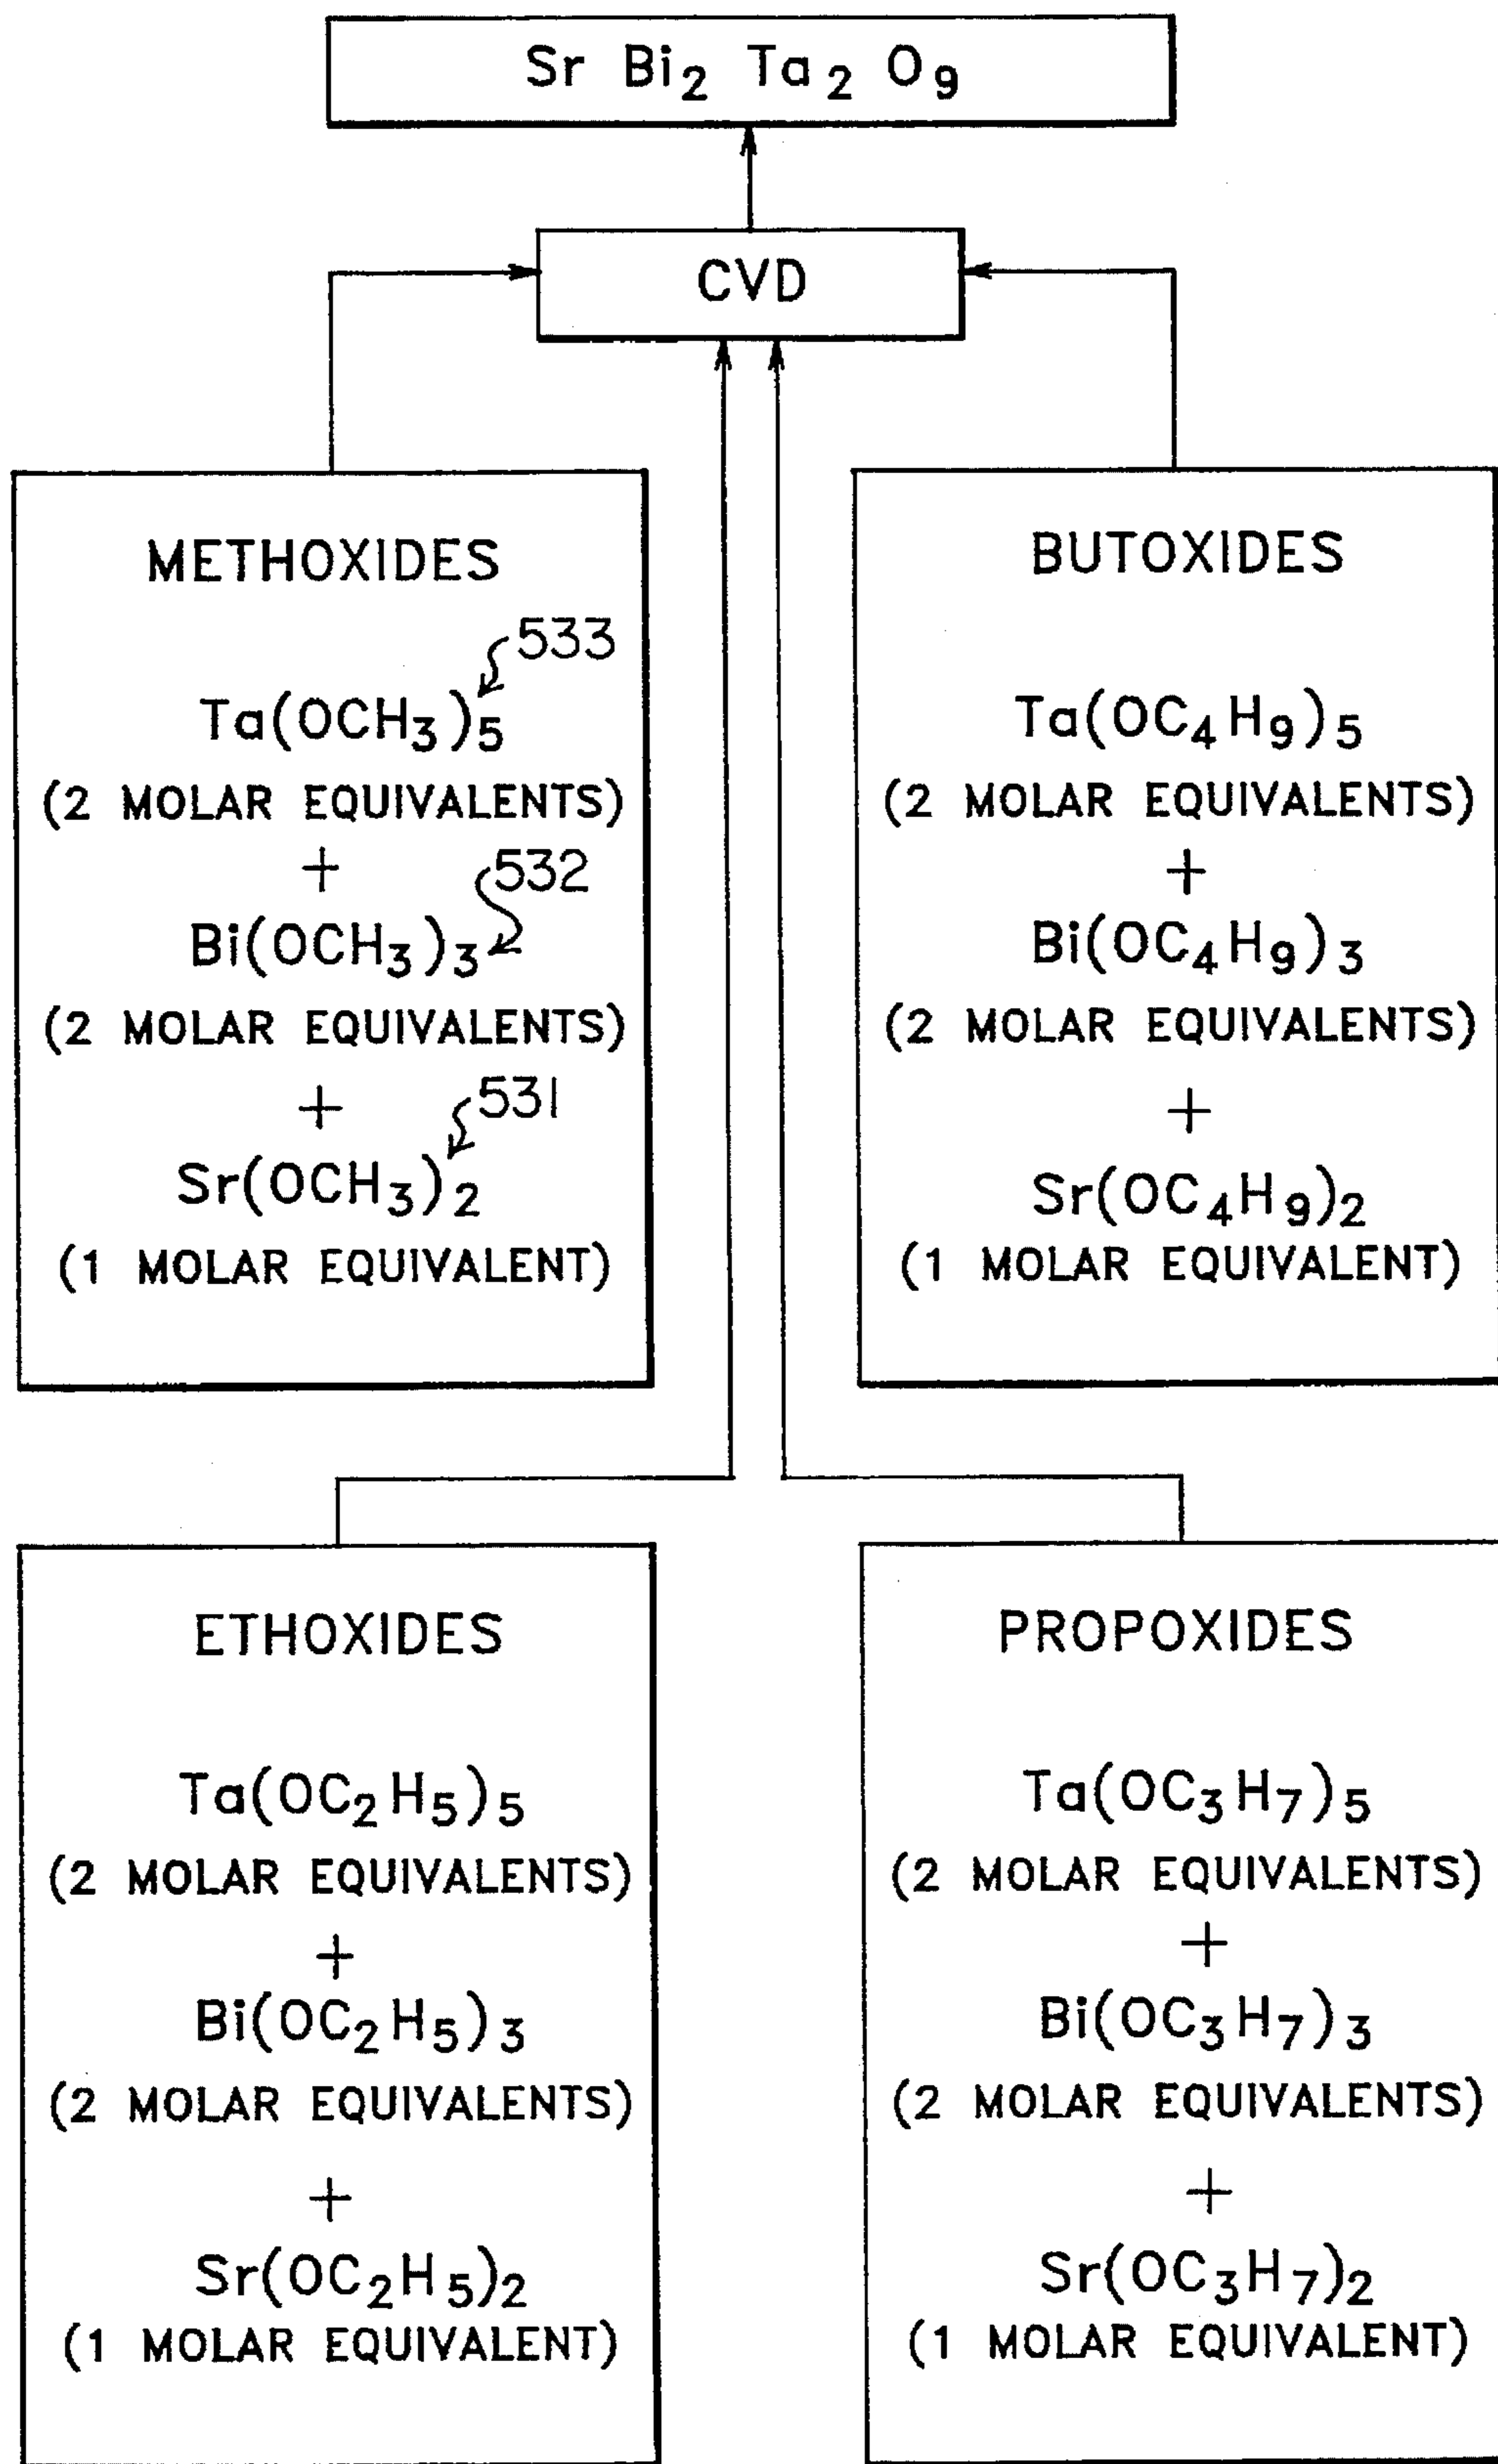 Sr Bi₂ Ta₂ O₉
CVD
METHOXIDES
533
Ta(OCH₃)₅
(2 MOLAR EQUIVALENTS)
+
532
Bi(OCH₃)₃
(2 MOLAR EQUIVALENTS)
+
531
Sr(OCH₃)₂
(1 MOLAR EQUIVALENT)
BUTOXIDES
Ta(OC₄H₉)₅
(2 MOLAR EQUIVALENTS)
+
Bi(OC₄H₉)₃
(2 MOLAR EQUIVALENTS)
+
Sr(OC₄H₉)₂
(1 MOLAR EQUIVALENT)
ETHOXIDES
Ta(OC₂H₅)₅
(2 MOLAR EQUIVALENTS)
+
Bi(OC₂H₅)₃
(2 MOLAR EQUIVALENTS)
+
Sr(OC₂H₅)₂
(1 MOLAR EQUIVALENT)
PROPOXIDES
Ta(OC₃H₇)₅
(2 MOLAR EQUIVALENTS)
+
Bi(OC₃H₇)₃
(2 MOLAR EQUIVALENTS)
+
Sr(OC₃H₇)₂
(1 MOLAR EQUIVALENT)